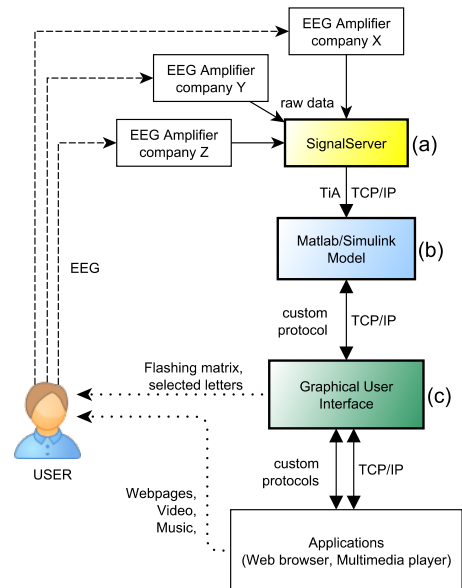 EEG Amplifier
company X
EEG Amplifier
company Y
raw data
EEG Amplifier
company Z
SignalServer
(a)
TiA TCP/IP
Matlab/Simulink
Model
(b)
EEG
custom
protocol
TCP/IP
Flashing matrix,
selected letters
Graphical User
Interface
(c)
USER
custom
protocols
TCP/IP
Webpages,
Video,
Music,
Applications
(Web browser, Multimedia player)